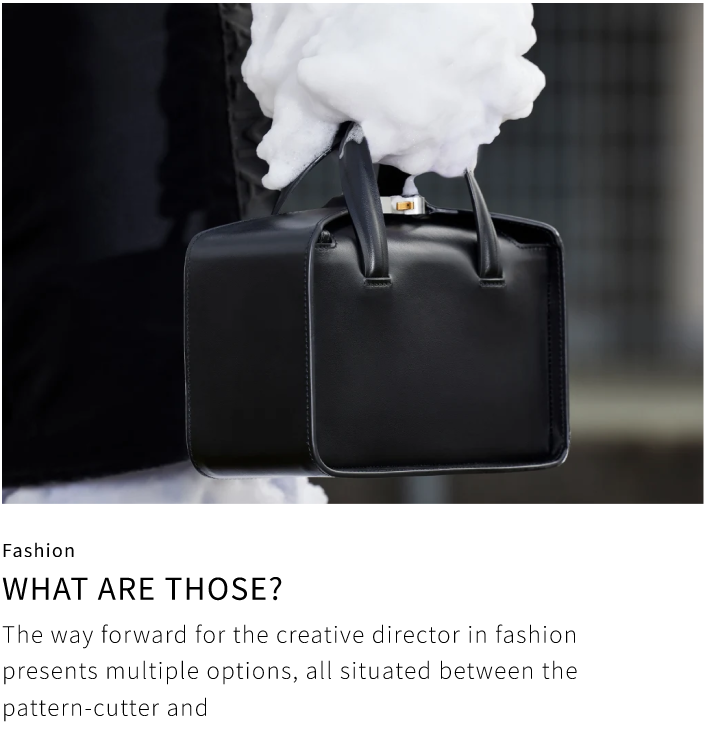 Fashion
WHAT ARE THOSE?
The way forward for the creative director in fashion
presents multiple options, all situated between the
pattern-cutter and